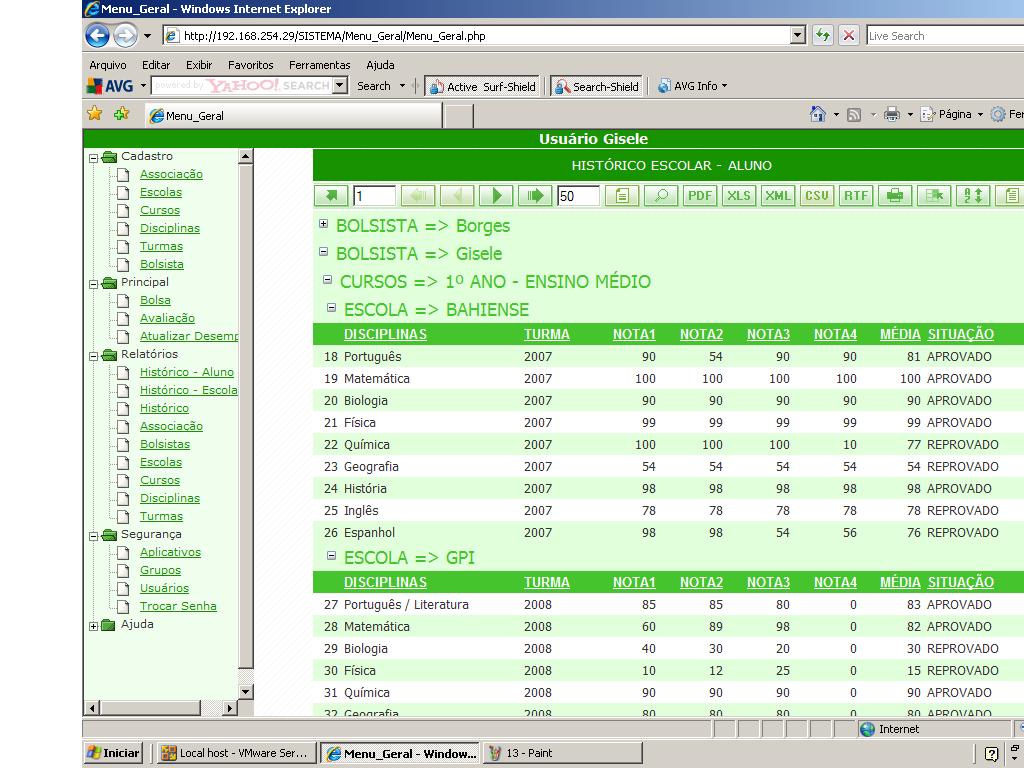 Menu_Geral - Windows Internet Explorer
http://192.168.254.29/SISTEMA/Menu_Geral/Menu_Geral.php Live Search
Arquivo Editar Exibir Favoritos Ferramentas Ajuda
AVG powered by YAHOO! SEARCH Search Active Surf-Shield Search-Shield AVG Info
Menu_Geral Página Fer
Usuário Gisele
Cadastro
Associação
Escolas
Cursos
Disciplinas
Turmas
Bolsista
Principal
Bolsa
Avaliação
Atualizar Desemp
Relatórios
Histórico - Aluno
Histórico - Escola
Histórico
Associação
Bolsistas
Escolas
Cursos
Disciplinas
Turmas
Segurança
Aplicativos
Grupos
Usuários
Trocar Senha
Ajuda
HISTÓRICO ESCOLAR - ALUNO
1 50 PDF XLS XML CSV RTF
BOLSISTA => Borges
BOLSISTA => Gisele
CURSOS => 1º ANO - ENSINO MÉDIO
ESCOLA => BAHIENSE
DISCIPLINAS TURMA NOTA1 NOTA2 NOTA3 NOTA4 MÉDIA SITUAÇÃO
18 Português 2007 90 54 90 90 81 APROVADO
19 Matemática 2007 100 100 100 100 100 APROVADO
20 Biologia 2007 90 90 90 90 90 APROVADO
21 Física 2007 99 99 99 99 99 APROVADO
22 Química 2007 100 100 100 10 77 REPROVADO
23 Geografia 2007 54 54 54 54 54 REPROVADO
24 História 2007 98 98 98 98 98 APROVADO
25 Inglês 2007 78 78 78 78 78 REPROVADO
26 Espanhol 2007 98 98 54 56 76 REPROVADO
ESCOLA => GPI
DISCIPLINAS TURMA NOTA1 NOTA2 NOTA3 NOTA4 MÉDIA SITUAÇÃO
27 Português / Literatura 2008 85 85 80 0 83 APROVADO
28 Matemática 2008 60 89 98 0 82 APROVADO
29 Biologia 2008 40 30 20 0 30 REPROVADO
30 Física 2008 10 12 25 0 15 REPROVADO
31 Química 2008 90 90 90 0 90 APROVADO
32 Geografia 2008 80 80 80 0 80 APROVADO
Internet
Iniciar Local host - VMware Ser... Menu_Geral - Window... 13 - Paint